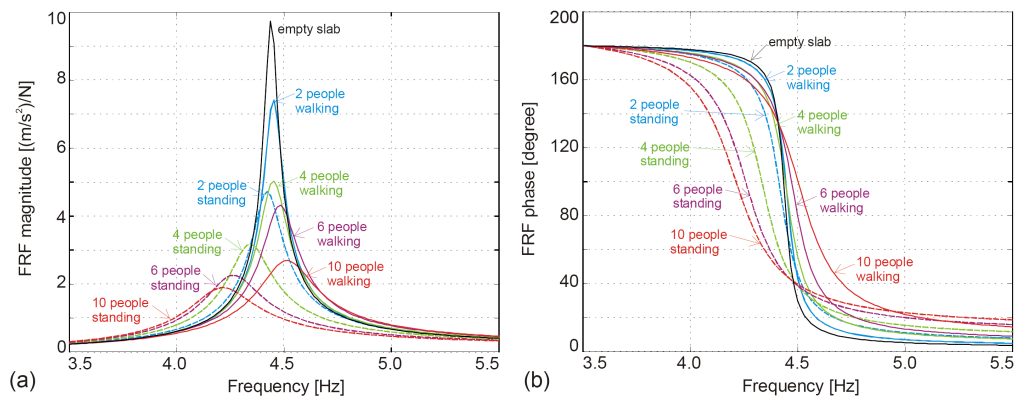 10
8
6
4
2
0
FRF magnitude [(m/s²)/N]
empty slab
2 people
walking
4 people
walking
2 people
standing
6 people
walking
4 people
standing
6 people
standing
10 people
walking
10 people
standing
3.5 4.0 4.5 5.0 5.5
Frequency [Hz]
(a)
180
160
120
80
40
0
FRF phase [degree]
empty slab
2 people
walking
2 people
standing
4 people
walking
4 people
standing
6 people
standing
6 people
walking
10 people
standing
10 people
walking
3.5 4.0 4.5 5.0 5.5
Frequency [Hz]
(b)